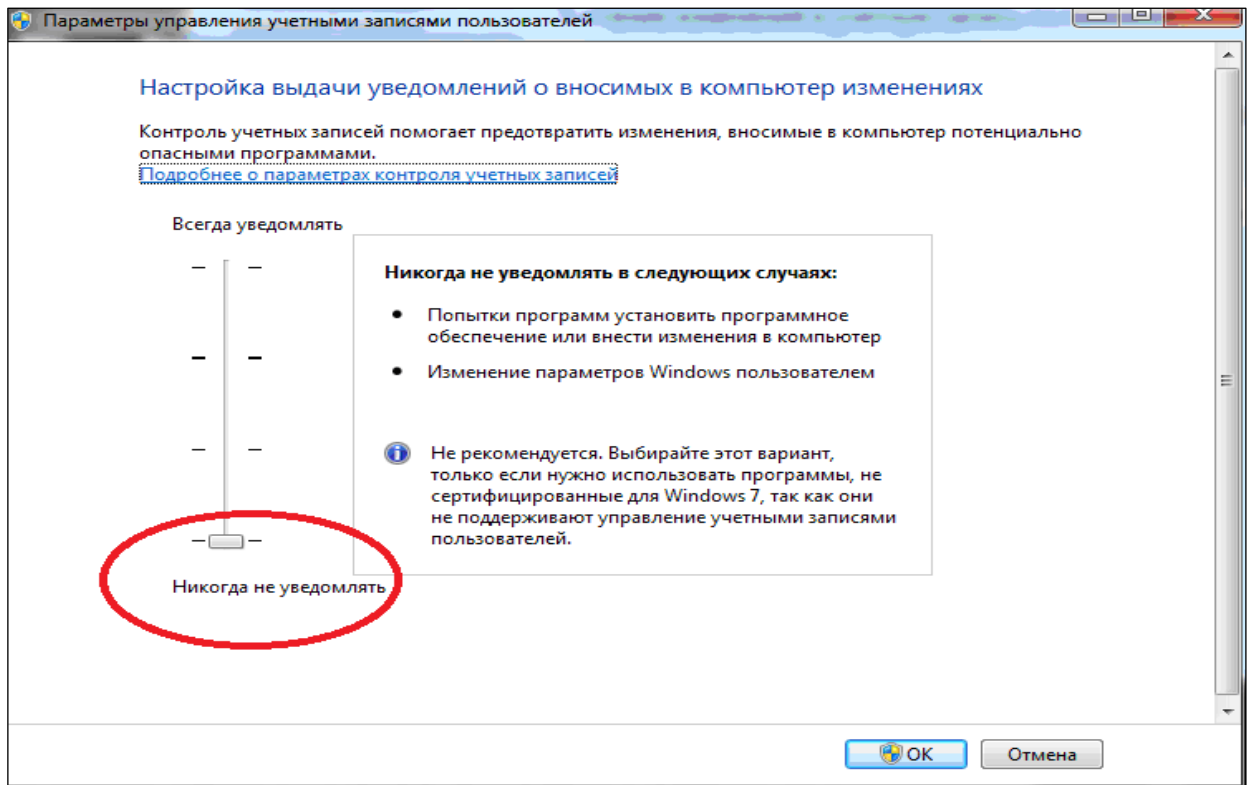 Параметры управления учетными записями пользователей
Настройка выдачи уведомлений о вносимых в компьютер изменениях
Контроль учетных записей помогает предотвратить изменения, вносимые в компьютер потенциально
опасными программами.
Подробнее о параметрах контроля учетных записей
Всегда уведомлять
Никогда не уведомлять в следующих случаях:
Попытки программ установить программное
обеспечение или внести изменения в компьютер
Изменение параметров Windows пользователем
Не рекомендуется. Выбирайте этот вариант,
только если нужно использовать программы, не
сертифицированные для Windows 7, так как они
не поддерживают управление учетными записями
пользователей.
Никогда не уведомлять
OK
Отмена